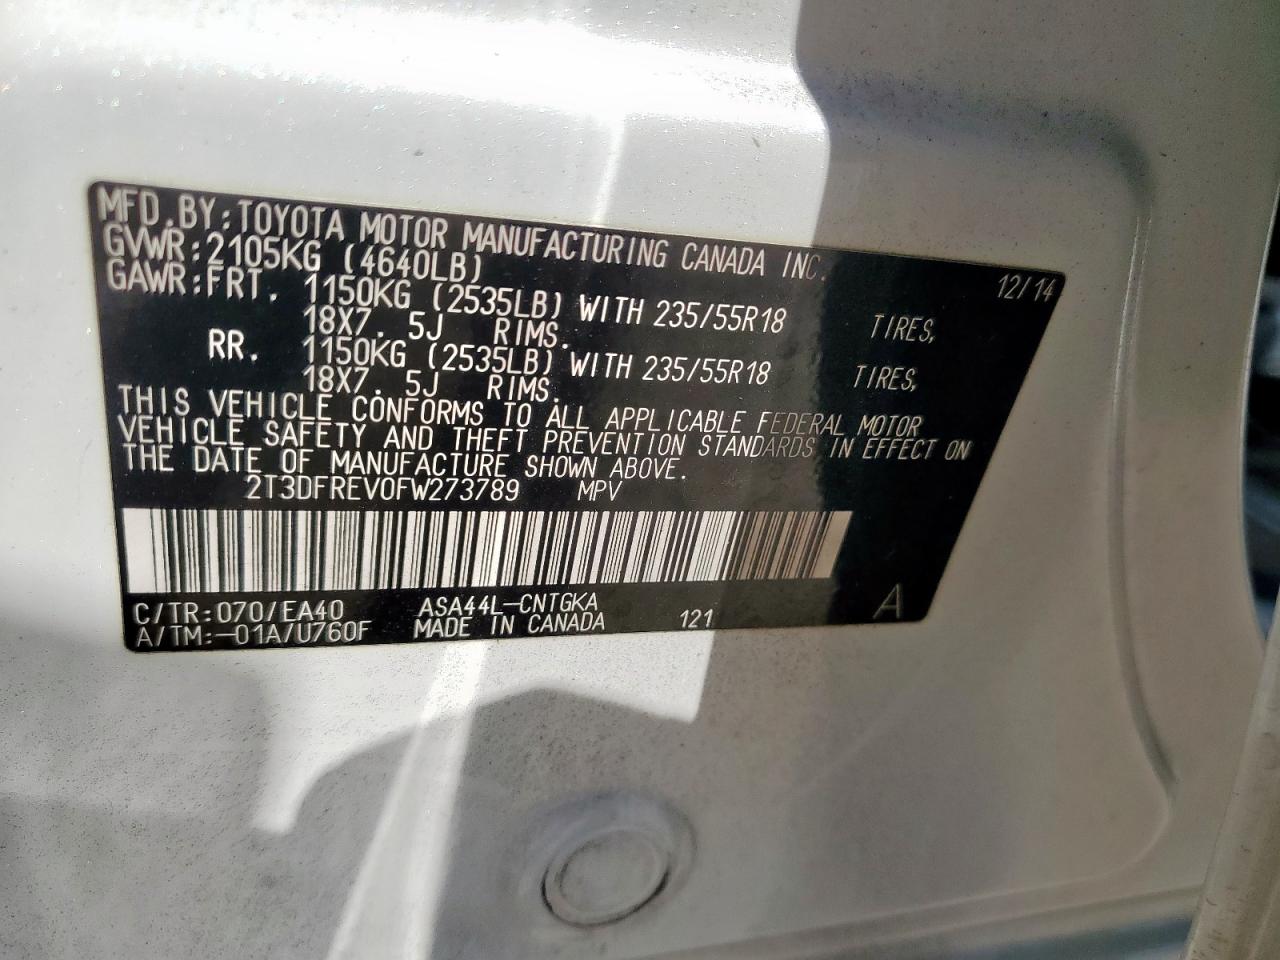 MFD.BY:TOYOTA MOTOR MANUFACTURING CANADA INC. 12/14
GVWR:2105KG (4640LB)
GAWR:FRT. 1150KG (2535LB) WITH 235/55R18 TIRES,
18X7. 5J RIMS.
RR. 1150KG (2535LB) WITH 235/55R18 TIRES,
18X7. 5J RIMS.
THIS VEHICLE CONFORMS TO ALL APPLICABLE FEDERAL MOTOR
VEHICLE SAFETY AND THEFT PREVENTION STANDARDS IN EFFECT ON
THE DATE OF MANUFACTURE SHOWN ABOVE.
2T3DFREV0FW273789 MPV
C/TR:070/EA40 ASA44L-CNTGKA 121 A
A/TM:-01A/U760F MADE IN CANADA